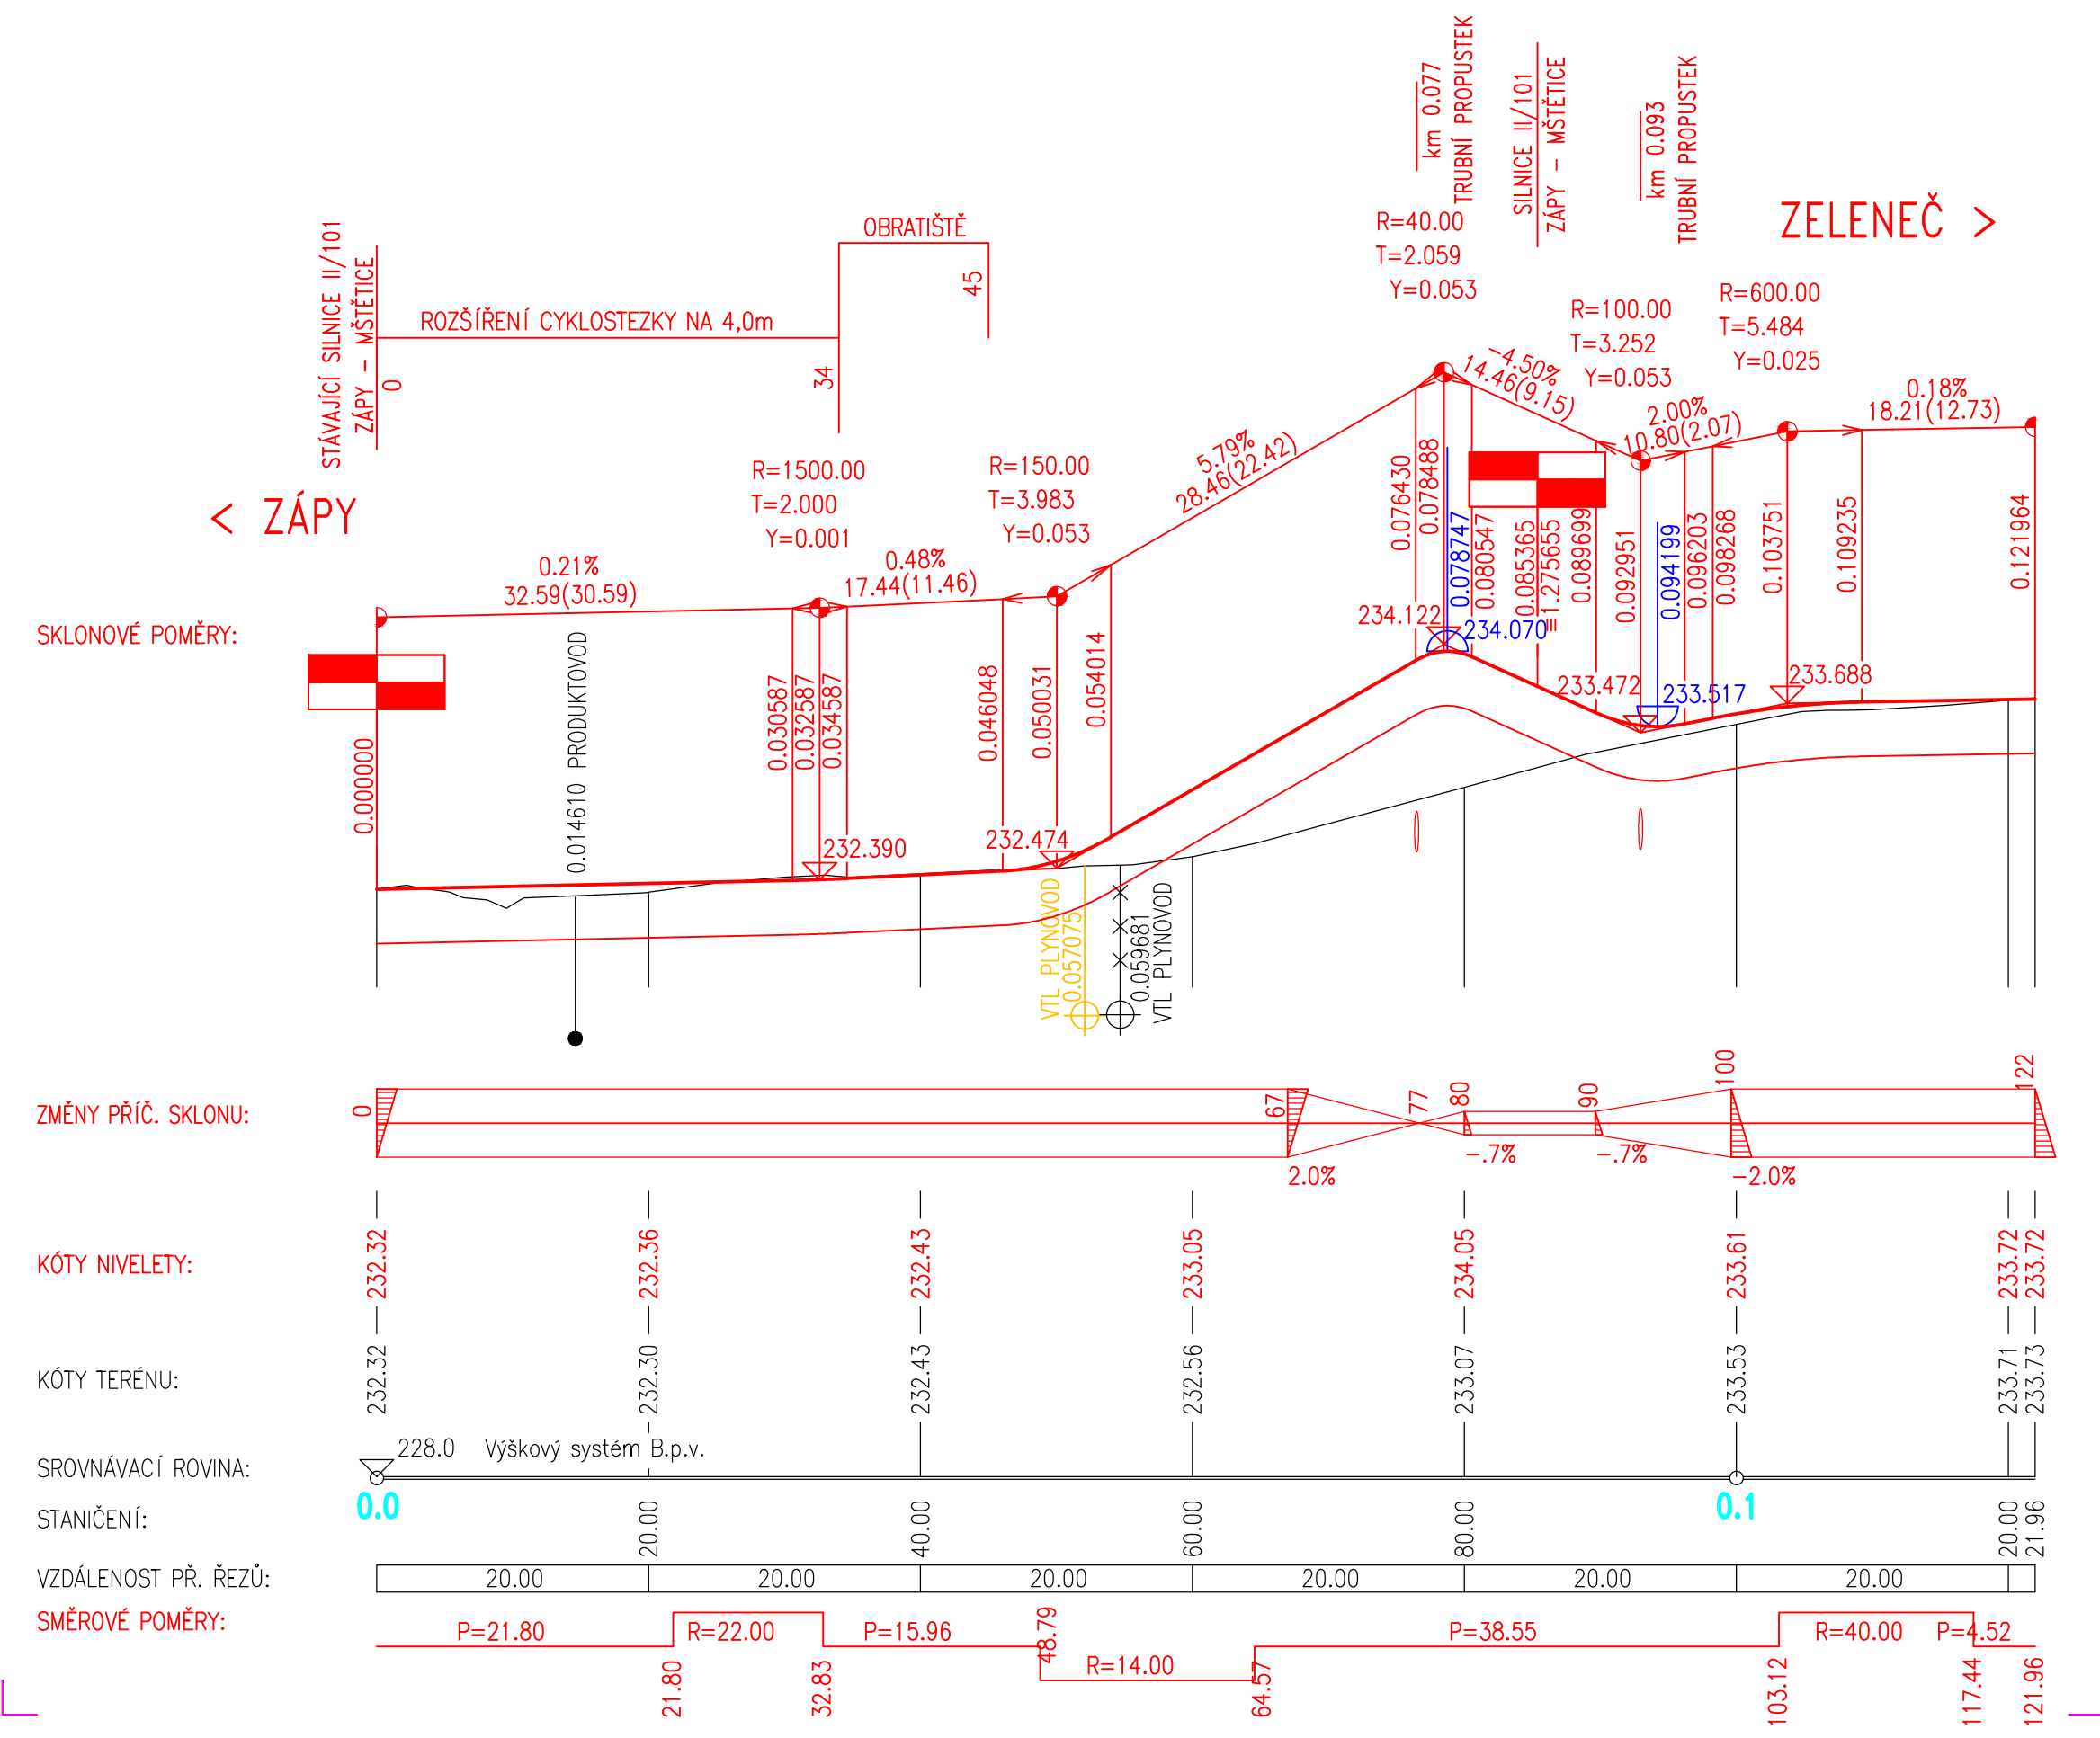 km 0.077
TRUBNÍ PROPUSTEK
SILNICE II/101
ZÁPY - MŠTĚTICE
km 0.093
TRUBNÍ PROPUSTEK
ZELENEČ >
STÁVAJÍCÍ SILNICE II/101
ZÁPY - MŠTĚTICE
0
ROZŠÍŘENÍ CYKLOSTEZKY NA 4,0m
34
OBRATIŠTĚ
45
< ZÁPY
R=1500.00
T=2.000
Y=0.001
R=150.00
T=3.983
Y=0.053
R=40.00
T=2.059
Y=0.053
R=100.00
T=3.252
Y=0.053
R=600.00
T=5.484
Y=0.025
0.21%
32.59(30.59)
0.48%
17.44(11.46)
5.79%
28.46(22.42)
-4.50%
14.46(9.15)
2.00%
10.80(2.07)
0.18%
18.21(12.73)
SKLONOVÉ POMĚRY:
0.000000
0.014610 PRODUKTOVOD
0.030587
0.032587
0.034587
232.390
0.046048
0.050031
0.054014
232.474
VTL PLYNOVOD
0.057075
0.059681
VTL PLYNOVOD
0.076430
0.078488
234.122
0.078747
234.070
0.080547
0.085365
≡1.275655
0.089699
233.472
0.092951
0.094199
233.517
0.096203
0.098268
0.103751
233.688
0.109235
0.121964
ZMĚNY PŘÍČ. SKLONU:
0
67
2.0%
77
80
-.7%
90
-.7%
100
-2.0%
122
KÓTY NIVELETY:
232.32
232.36
232.43
233.05
234.05
233.61
233.72
233.72
KÓTY TERÉNU:
232.32
232.30
232.43
232.56
233.07
233.53
233.71
233.73
SROVNÁVACÍ ROVINA:
228.0 Výškový systém B.p.v.
STANIČENÍ:
0.0
20.00
40.00
60.00
80.00
0.1
20.00
21.96
VZDÁLENOST PŘ. ŘEZŮ:
20.00
20.00
20.00
20.00
20.00
20.00
SMĚROVÉ POMĚRY:
P=21.80
21.80
R=22.00
32.83
P=15.96
48.79
R=14.00
64.57
P=38.55
103.12
R=40.00
117.44
P=4.52
121.96